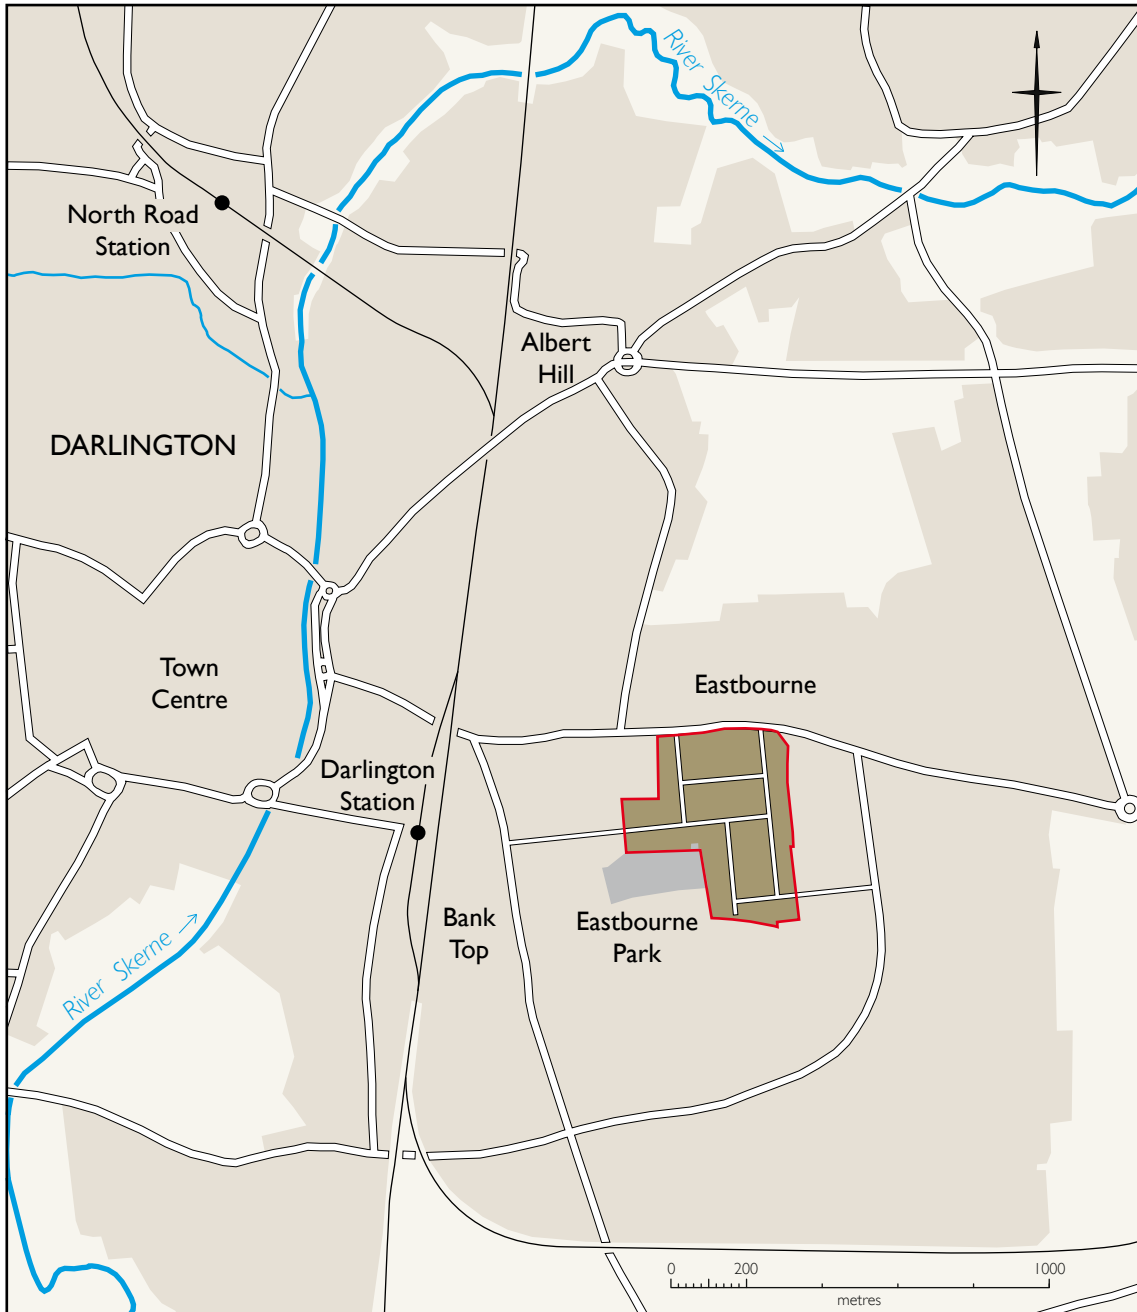 River Skerne →
North Road
Station
Albert
Hill
DARLINGTON
Town
Centre
Eastbourne
Darlington
Station
Bank
Top
Eastbourne
Park
River Skerne →
0 200 1000
metres